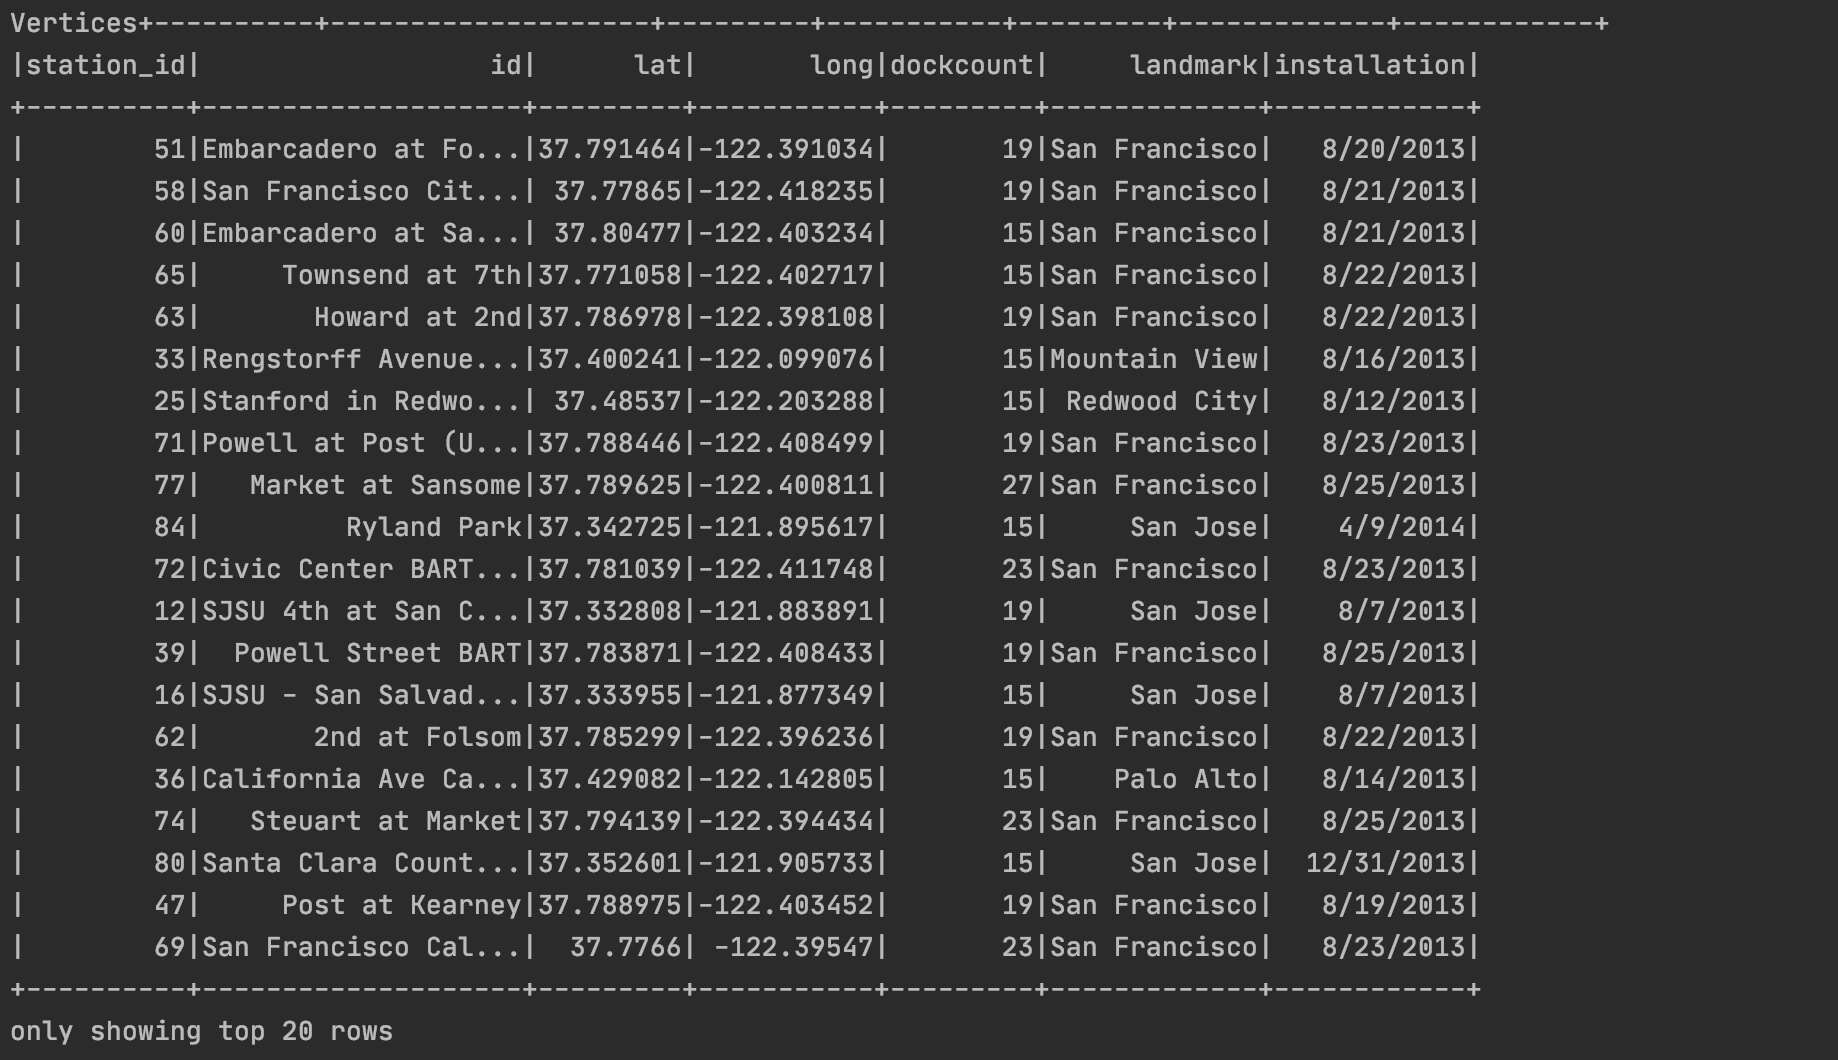 Vertices+----------+--------------------+---------+-----------+---------+-------------+------------+
|station_id|                  id|      lat|       long|dockcount|     landmark|installation|
+----------+--------------------+---------+-----------+---------+-------------+------------+
|        51|Embarcadero at Fo...|37.791464|-122.391034|       19|San Francisco|   8/20/2013|
|        58|San Francisco Cit...| 37.77865|-122.418235|       19|San Francisco|   8/21/2013|
|        60|Embarcadero at Sa...| 37.80477|-122.403234|       15|San Francisco|   8/21/2013|
|        65|     Townsend at 7th|37.771058|-122.402717|       15|San Francisco|   8/22/2013|
|        63|       Howard at 2nd|37.786978|-122.398108|       19|San Francisco|   8/22/2013|
|        33|Rengstorff Avenue...|37.400241|-122.099076|       15|Mountain View|   8/16/2013|
|        25|Stanford in Redwo...| 37.48537|-122.203288|       15| Redwood City|   8/12/2013|
|        71|Powell at Post (U...|37.788446|-122.408499|       19|San Francisco|   8/23/2013|
|        77|   Market at Sansome|37.789625|-122.400811|       27|San Francisco|   8/25/2013|
|        84|         Ryland Park|37.342725|-121.895617|       15|     San Jose|    4/9/2014|
|        72|Civic Center BART...|37.781039|-122.411748|       23|San Francisco|   8/23/2013|
|        12|SJSU 4th at San C...|37.332808|-121.883891|       19|     San Jose|    8/7/2013|
|        39|  Powell Street BART|37.783871|-122.408433|       19|San Francisco|   8/25/2013|
|        16|SJSU - San Salvad...|37.333955|-121.877349|       15|     San Jose|    8/7/2013|
|        62|       2nd at Folsom|37.785299|-122.396236|       19|San Francisco|   8/22/2013|
|        36|California Ave Ca...|37.429082|-122.142805|       15|    Palo Alto|   8/14/2013|
|        74|   Steuart at Market|37.794139|-122.394434|       23|San Francisco|   8/25/2013|
|        80|Santa Clara Count...|37.352601|-121.905733|       15|     San Jose|  12/31/2013|
|        47|     Post at Kearney|37.788975|-122.403452|       19|San Francisco|   8/19/2013|
|        69|San Francisco Cal...|  37.7766| -122.39547|       23|San Francisco|   8/23/2013|
+----------+--------------------+---------+-----------+---------+-------------+------------+
only showing top 20 rows